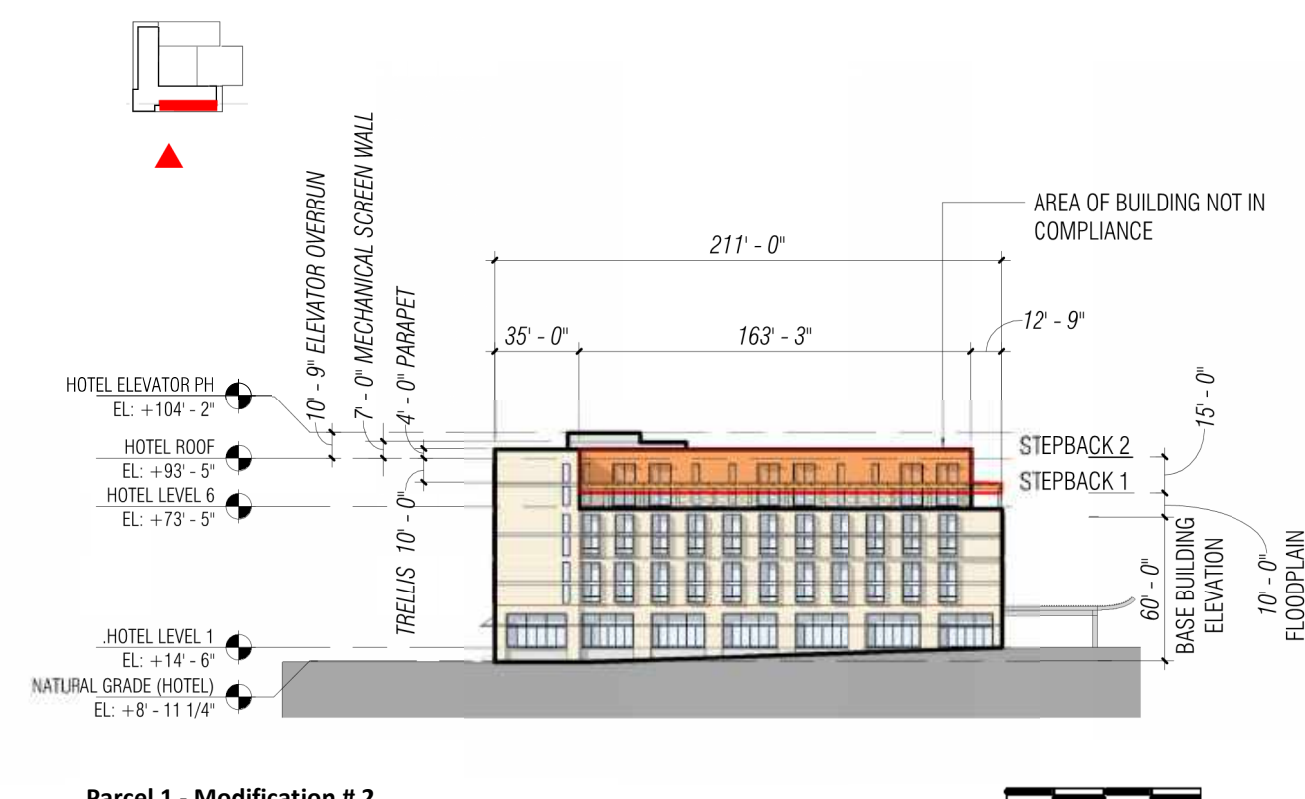 10' - 9" ELEVATOR OVERRUN
7' - 0" MECHANICAL SCREEN WALL
4' - 0" PARAPET
AREA OF BUILDING NOT IN
COMPLIANCE
211' - 0"
35' - 0"
163' - 3"
12' - 9"
HOTEL ELEVATOR PH
EL: +104' - 2"
HOTEL ROOF
EL: +93' - 5"
HOTEL LEVEL 6
EL: +73' - 5"
TRELLIS 10' - 0"
STEPBACK 2
STEPBACK 1
15' - 0"
60' - 0"
BASE BUILDING
ELEVATION
10' - 0"
FLOODPLAIN
.HOTEL LEVEL 1
EL: +14' - 6"
NATURAL GRADE (HOTEL)
EL: +8' - 11 1/4"
Parcel 1 - Modification # 2